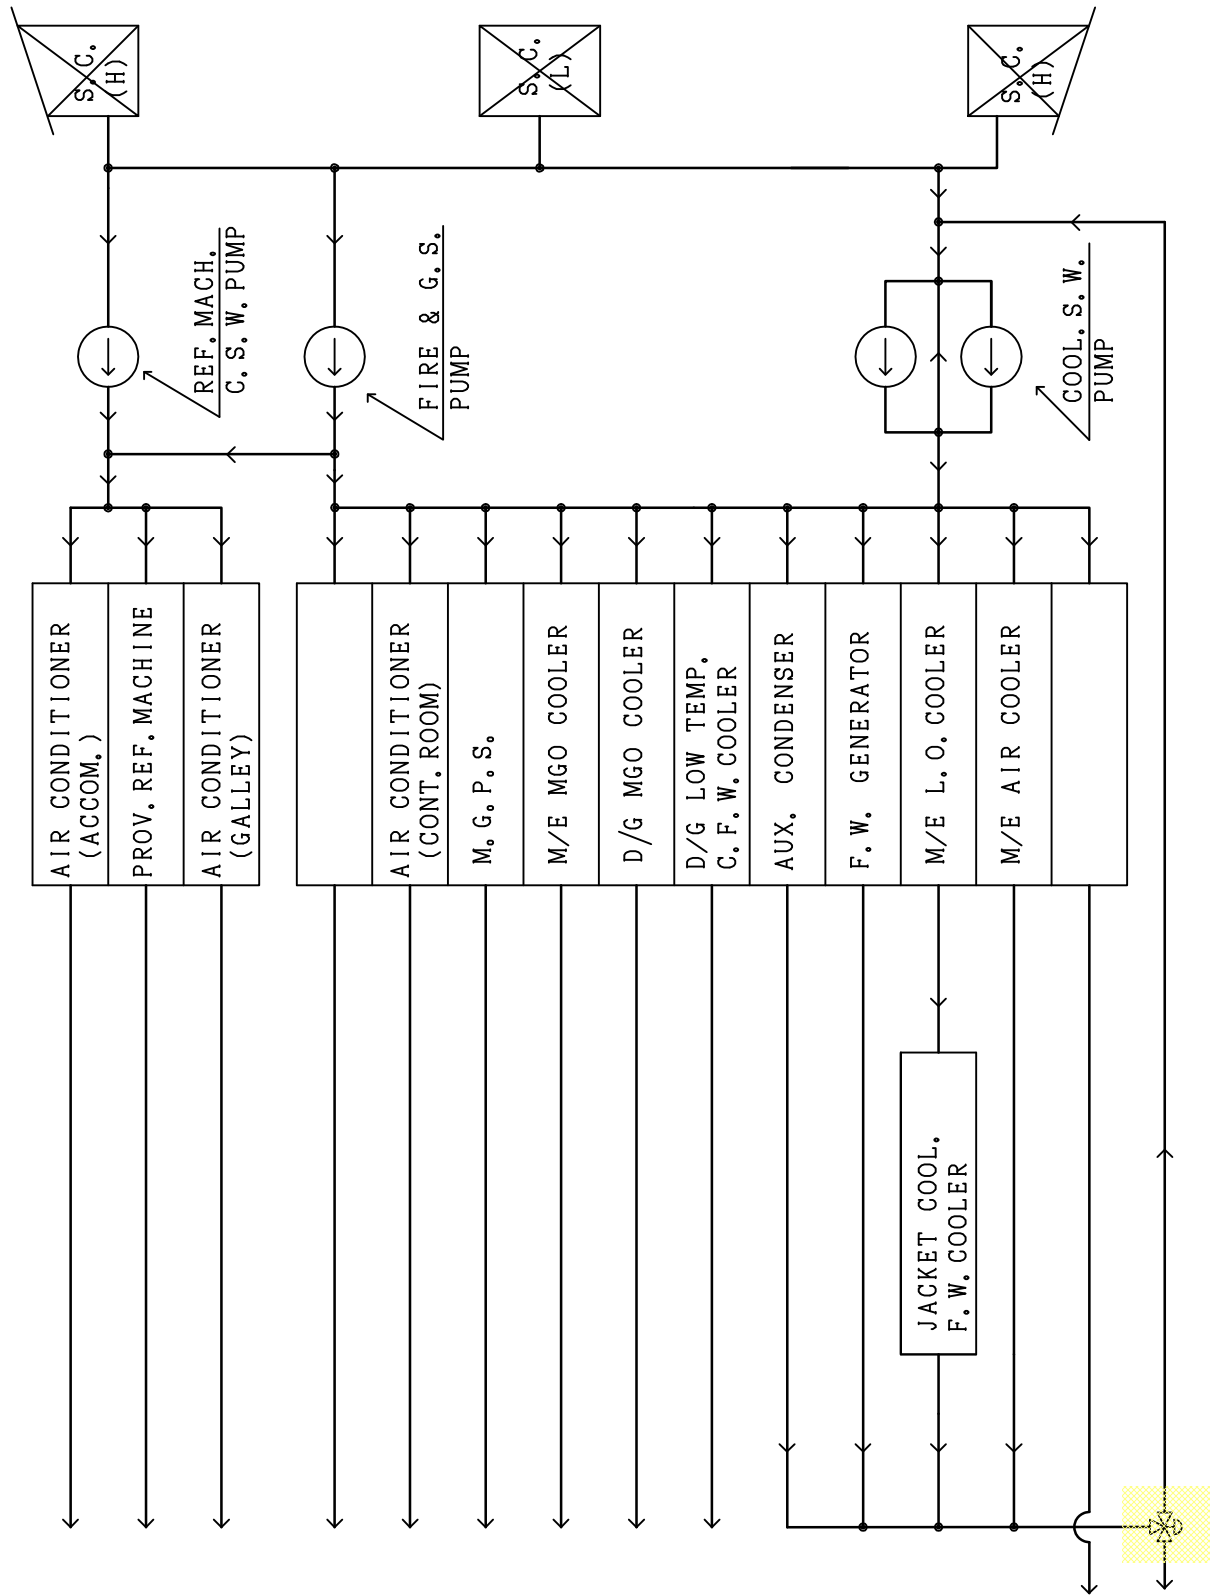 S.C.
(H)
S.C.
(L)
S.C.
(H)
REF.MACH.
C.S.W.PUMP
FIRE & G.S.
PUMP
COOL.S.W.
PUMP
AIR CONDITIONER
(ACCOM.)
PROV.REF.MACHINE
AIR CONDITIONER
(GALLEY)
AIR CONDITIONER
(CONT.ROOM)
M.G.P.S.
M/E MGO COOLER
D/G MGO COOLER
D/G LOW TEMP.
C.F.W.COOLER
AUX. CONDENSER
F.W. GENERATOR
M/E L.O.COOLER
M/E AIR COOLER
JACKET COOL.
F.W.COOLER